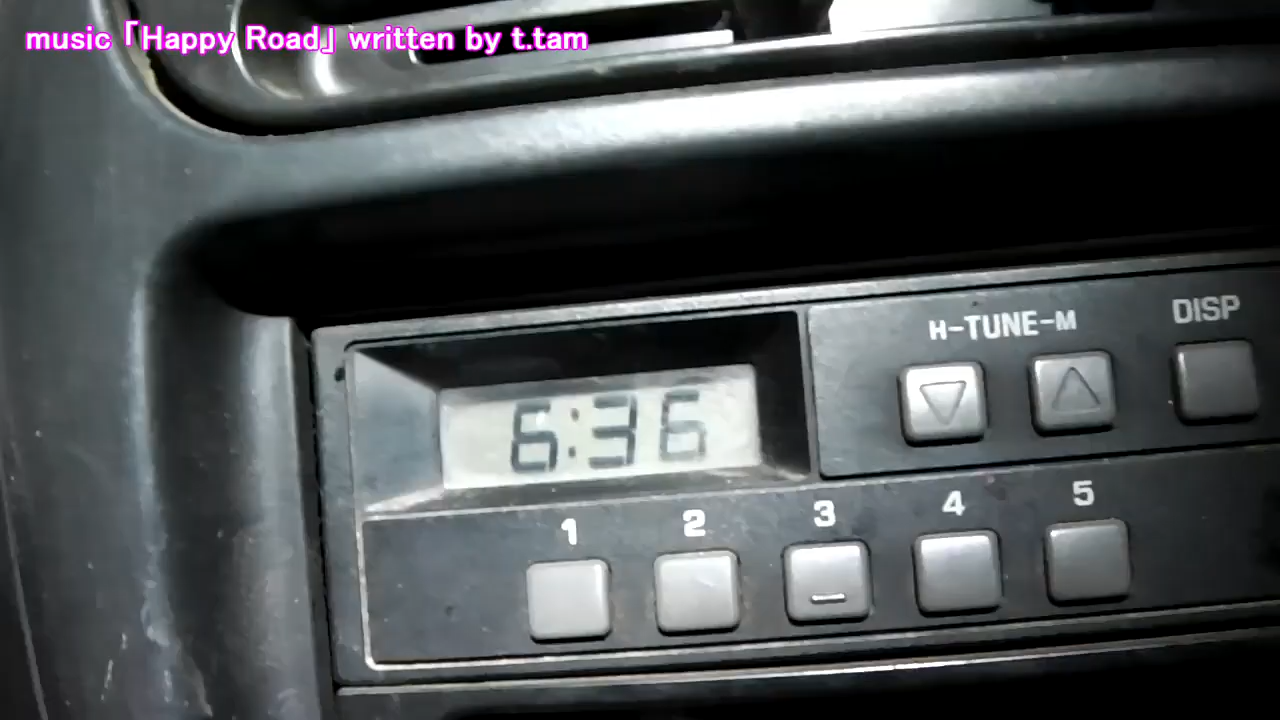 music「Happy Road」written by t.tam
H-TUNE-M
DISP
6:36
1 2 3 4 5